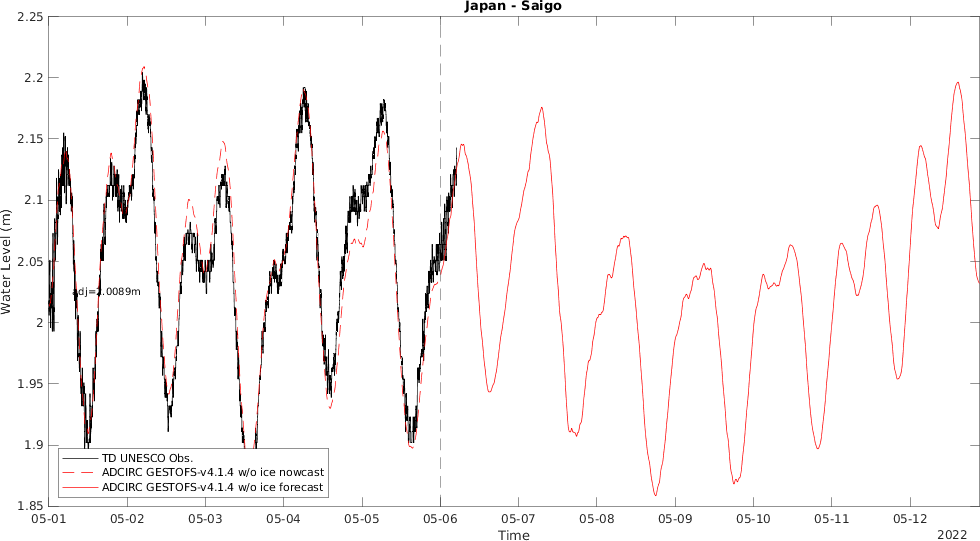 Japan - Saigo
2.25
2.2
2.15
2.1
2.05
2
1.95
1.9
1.85
Water Level (m)
adj=2.0089m
TD UNESCO Obs.
ADCIRC GESTOFS-v4.1.4 w/o ice nowcast
ADCIRC GESTOFS-v4.1.4 w/o ice forecast
05-01 05-02 05-03 05-04 05-05 05-06 05-07 05-08 05-09 05-10 05-11 05-12
Time
2022